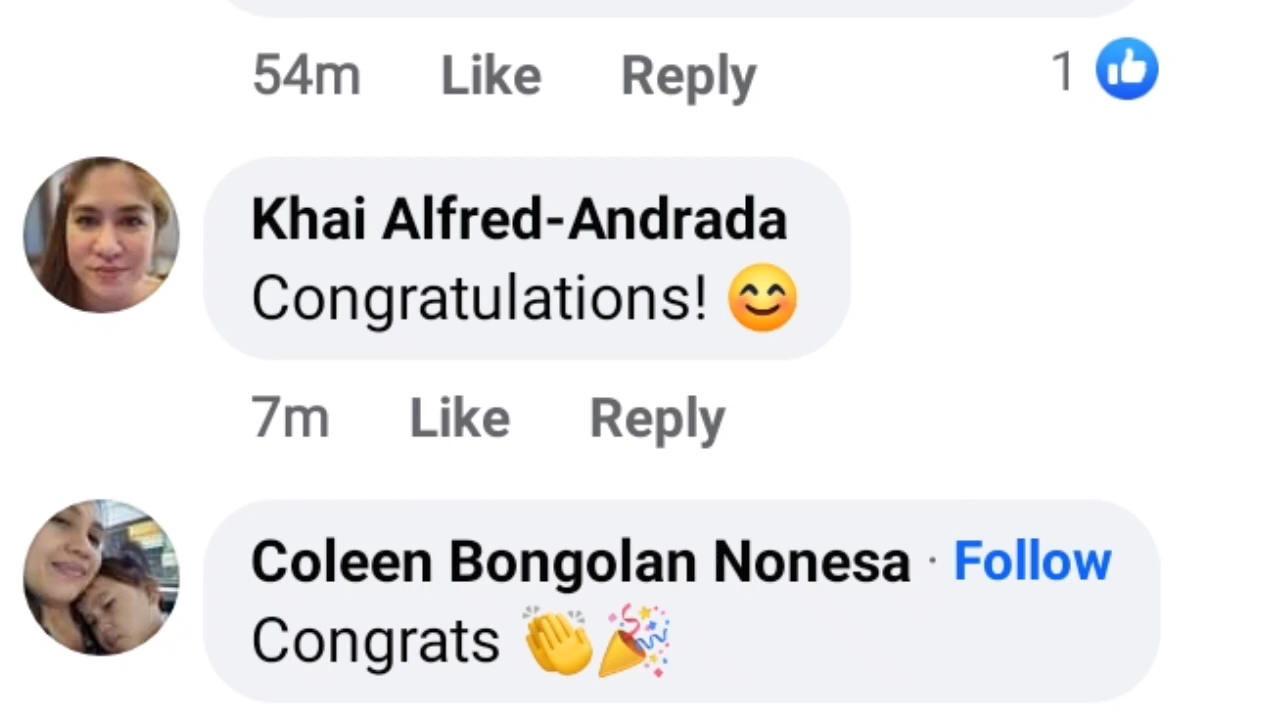 54m Like Reply 1
Khai Alfred-Andrada
Congratulations! 😊
7m Like Reply
Coleen Bongolan Nonesa · Follow
Congrats 👏🎉